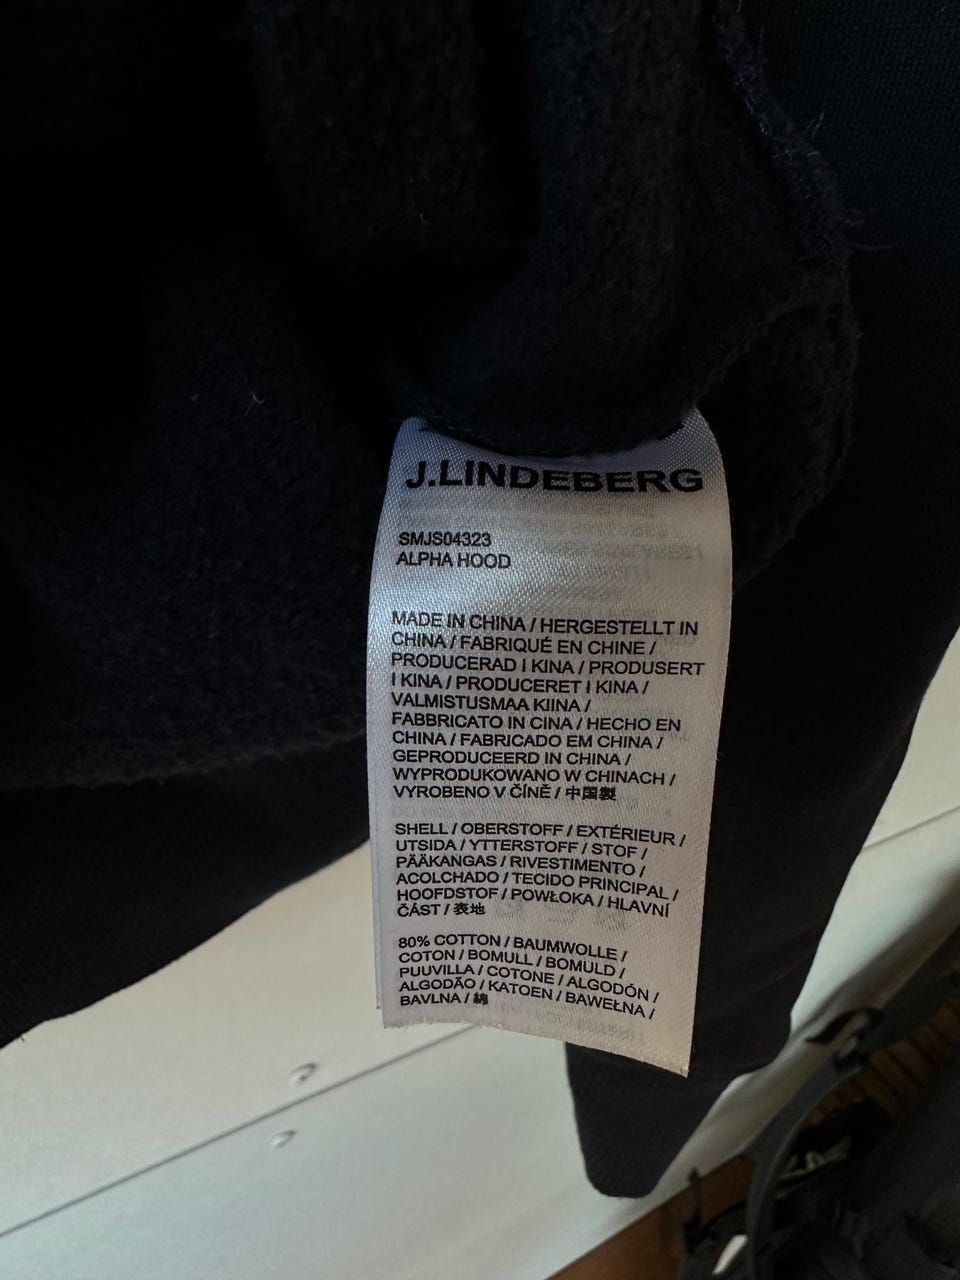 J.LINDEBERG
SMJS04323
ALPHA HOOD
MADE IN CHINA / HERGESTELLT IN
CHINA / FABRIQUÉ EN CHINE /
PRODUCERAD I KINA / PRODUSERT
I KINA / PRODUCERET I KINA /
VALMISTUSMAA KIINA /
FABBRICATO IN CINA / HECHO EN
CHINA / FABRICADO EM CHINA /
GEPRODUCEERD IN CHINA /
WYPRODUKOWANO W CHINACH /
VYROBENO V ČÍNĚ / 中国製
SHELL / OBERSTOFF / EXTÉRIEUR /
UTSIDA / YTTERSTOFF / STOF /
PÄÄKANGAS / RIVESTIMENTO /
ACOLCHADO / TECIDO PRINCIPAL /
HOOFDSTOF / POWŁOKA / HLAVNÍ
ČÁST / 表地
80% COTTON / BAUMWOLLE /
COTON / BOMULL / BOMULD /
PUUVILLA / COTONE / ALGODÓN /
ALGODÃO / KATOEN / BAWEŁNA /
BAVLNA / 綿